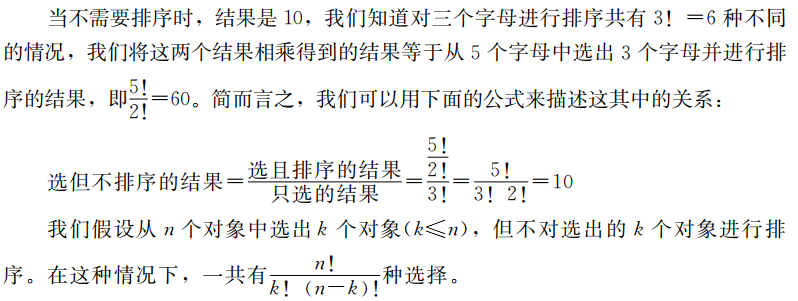 当不需要排序时，结果是 10，我们知道对三个字母进行排序共有 3！=6 种不同
的情况，我们将这两个结果相乘得到的结果等于从 5 个字母中选出 3 个字母并进行排
序的结果，即5！/2！=60。简而言之，我们可以用下面的公式来描述这其中的关系：
选但不排序的结果=选且排序的结果/只选的结果=(5！/2！)/3！=5！/(3！2！)=10
我们假设从 n 个对象中选出 k 个对象(k≤n)，但不对选出的 k 个对象进行排
序。在这种情况下，一共有n！/(k！(n-k)！)种选择。